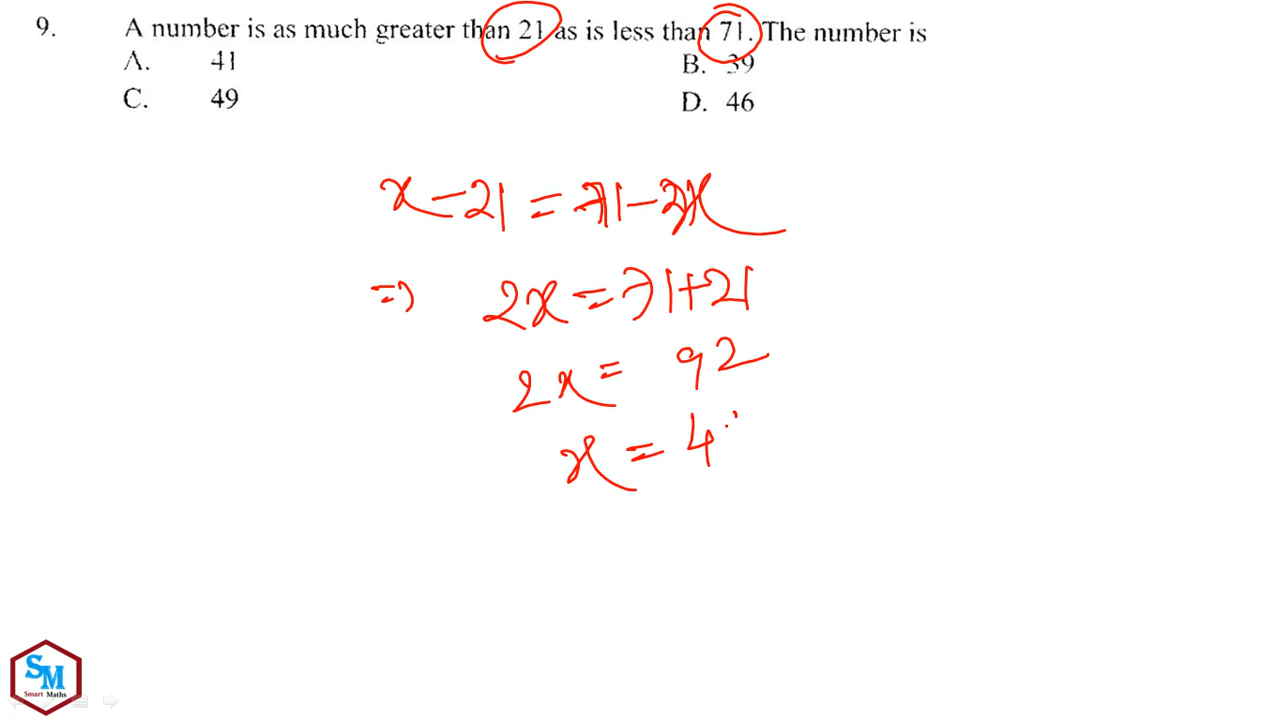 9. A number is as much greater than 21 as is less than 71. The number is
A. 41 B. 39
C. 49 D. 46
x - 21 = 71 - x
=> 2x = 71 + 21
2x = 92
x = 4
SM
Smart Maths